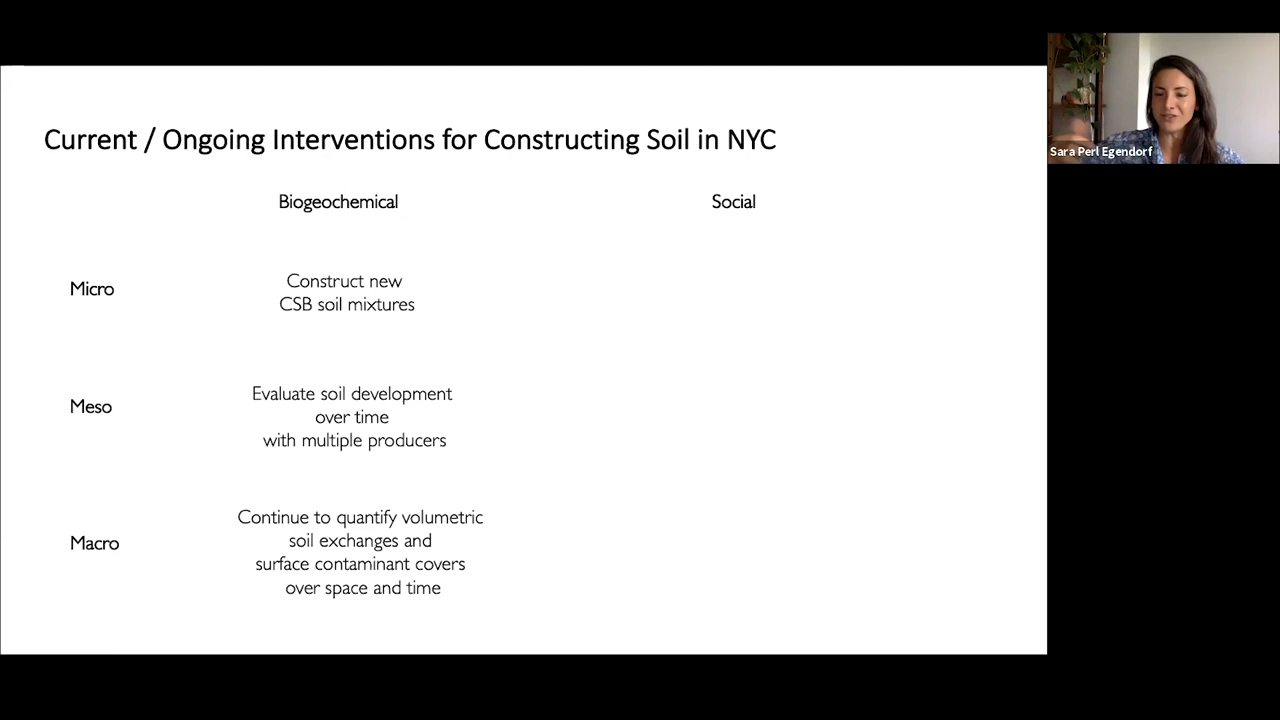 Current / Ongoing Interventions for Constructing Soil in NYC
Biogeochemical
Social
Micro
Construct new
CSB soil mixtures
Meso
Evaluate soil development
over time
with multiple producers
Macro
Continue to quantify volumetric
soil exchanges and
surface contaminant covers
over space and time
Sara Perl Egendorf